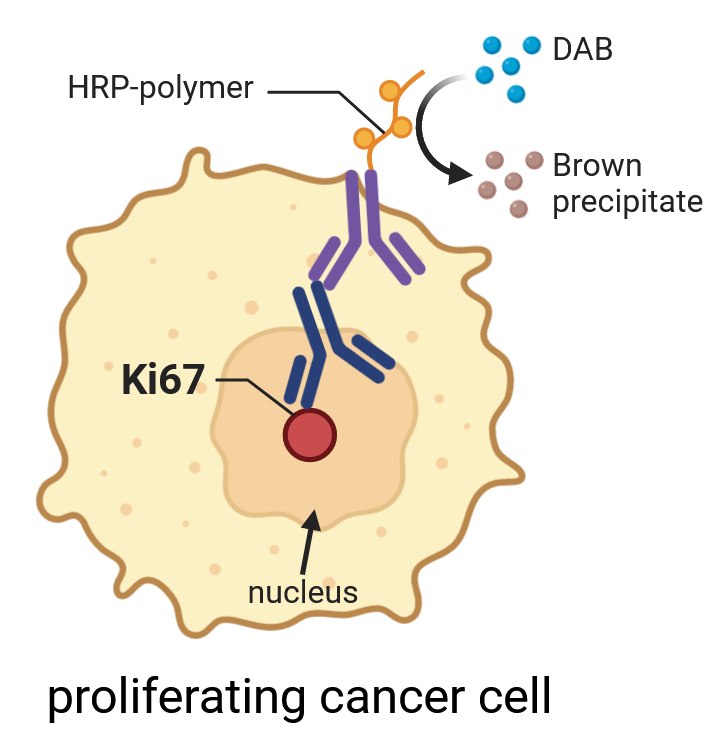 DAB
HRP-polymer
Brown
precipitate
Ki67
nucleus
proliferating cancer cell